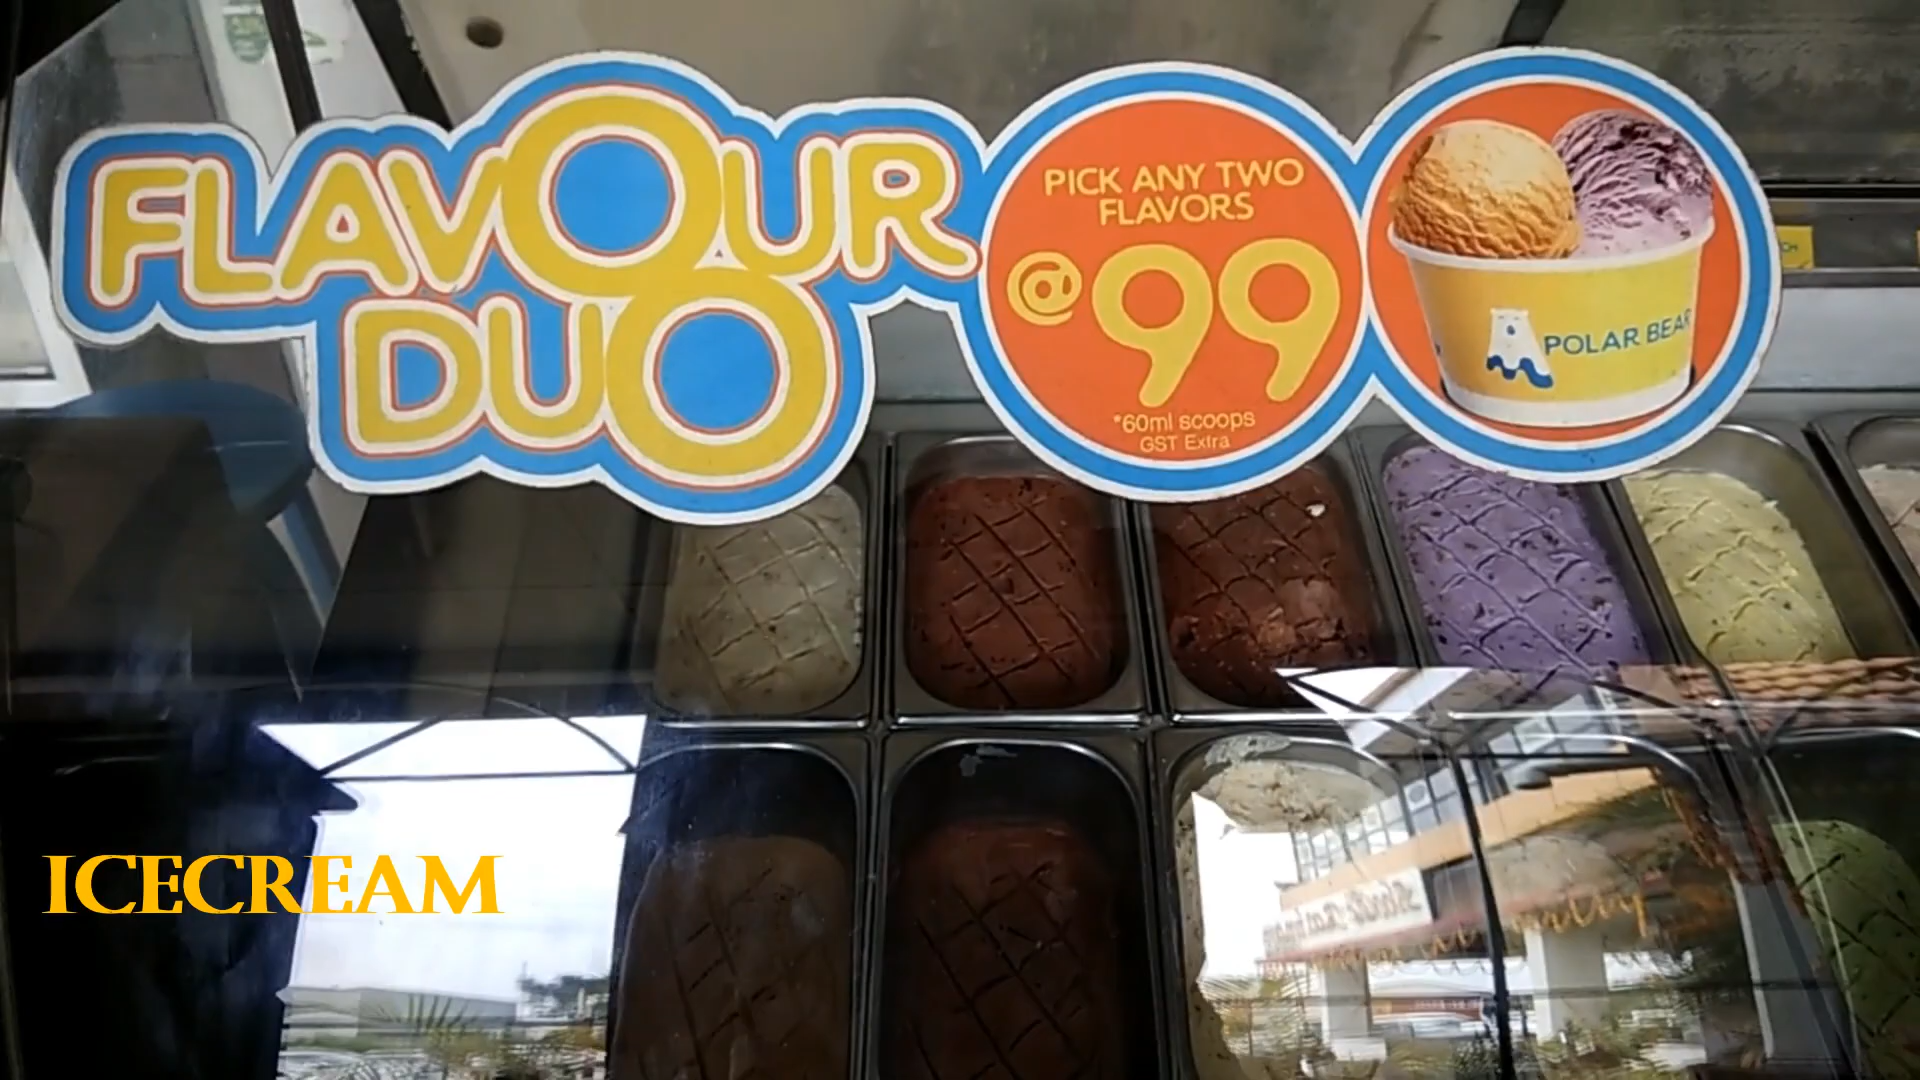 FLAVOUR
DUO
PICK ANY TWO
FLAVORS
@99
*60ml scoops
GST Extra
POLAR BEAR
ICECREAM